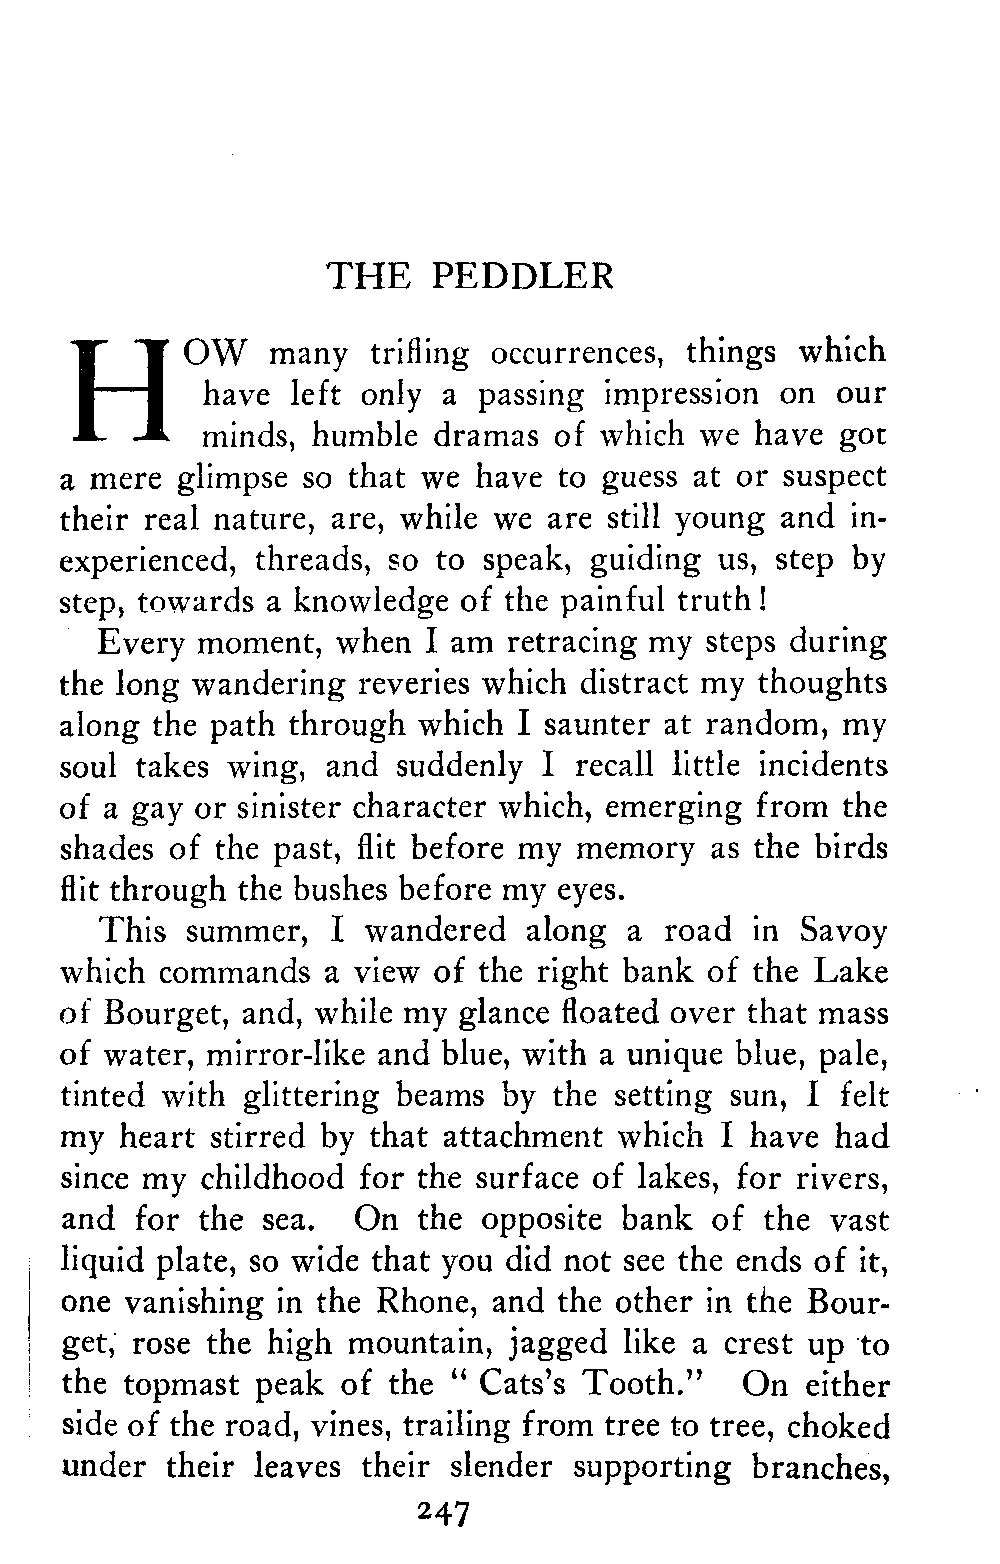 THE PEDDLER
HOW many trifling occurrences, things which
have left only a passing impression on our
minds, humble dramas of which we have got
a mere glimpse so that we have to guess at or suspect
their real nature, are, while we are still young and in-
experienced, threads, so to speak, guiding us, step by
step, towards a knowledge of the painful truth!
Every moment, when I am retracing my steps during
the long wandering reveries which distract my thoughts
along the path through which I saunter at random, my
soul takes wing, and suddenly I recall little incidents
of a gay or sinister character which, emerging from the
shades of the past, flit before my memory as the birds
flit through the bushes before my eyes.
This summer, I wandered along a road in Savoy
which commands a view of the right bank of the Lake
of Bourget, and, while my glance floated over that mass
of water, mirror-like and blue, with a unique blue, pale,
tinted with glittering beams by the setting sun, I felt
my heart stirred by that attachment which I have had
since my childhood for the surface of lakes, for rivers,
and for the sea. On the opposite bank of the vast
liquid plate, so wide that you did not see the ends of it,
one vanishing in the Rhone, and the other in the Bour-
get, rose the high mountain, jagged like a crest up to
the topmast peak of the " Cats's Tooth." On either
side of the road, vines, trailing from tree to tree, choked
under their leaves their slender supporting branches,
247